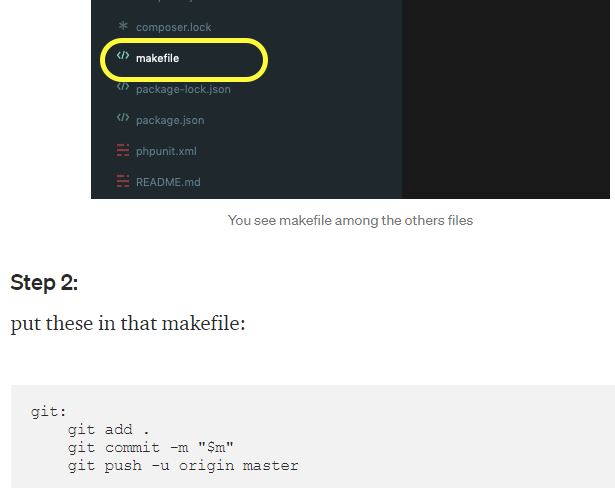 composer.lock
makefile
package-lock.json
package.json
phpunit.xml
README.md
You see makefile among the others files
Step 2:
put these in that makefile:
git:
git add .
git commit -m "$m"
git push -u origin master